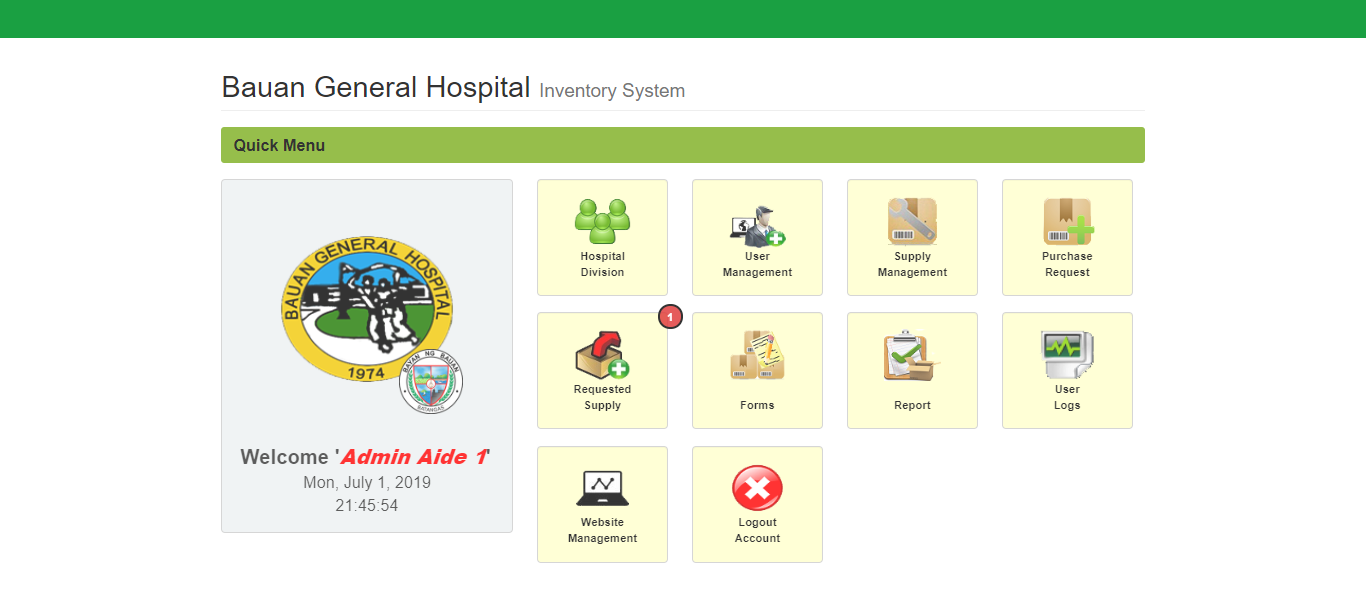 Bauan General Hospital Inventory System
Quick Menu
BAUAN GENERAL HOSPITAL
1974
BAYAN NG BAUAN
BATANGAS
Welcome 'Admin Aide 1'
Mon, July 1, 2019
21:45:54
Hospital
Division
User
Management
Supply
Management
Purchase
Request
1
Requested
Supply
Forms
Report
User
Logs
Website
Management
Logout
Account